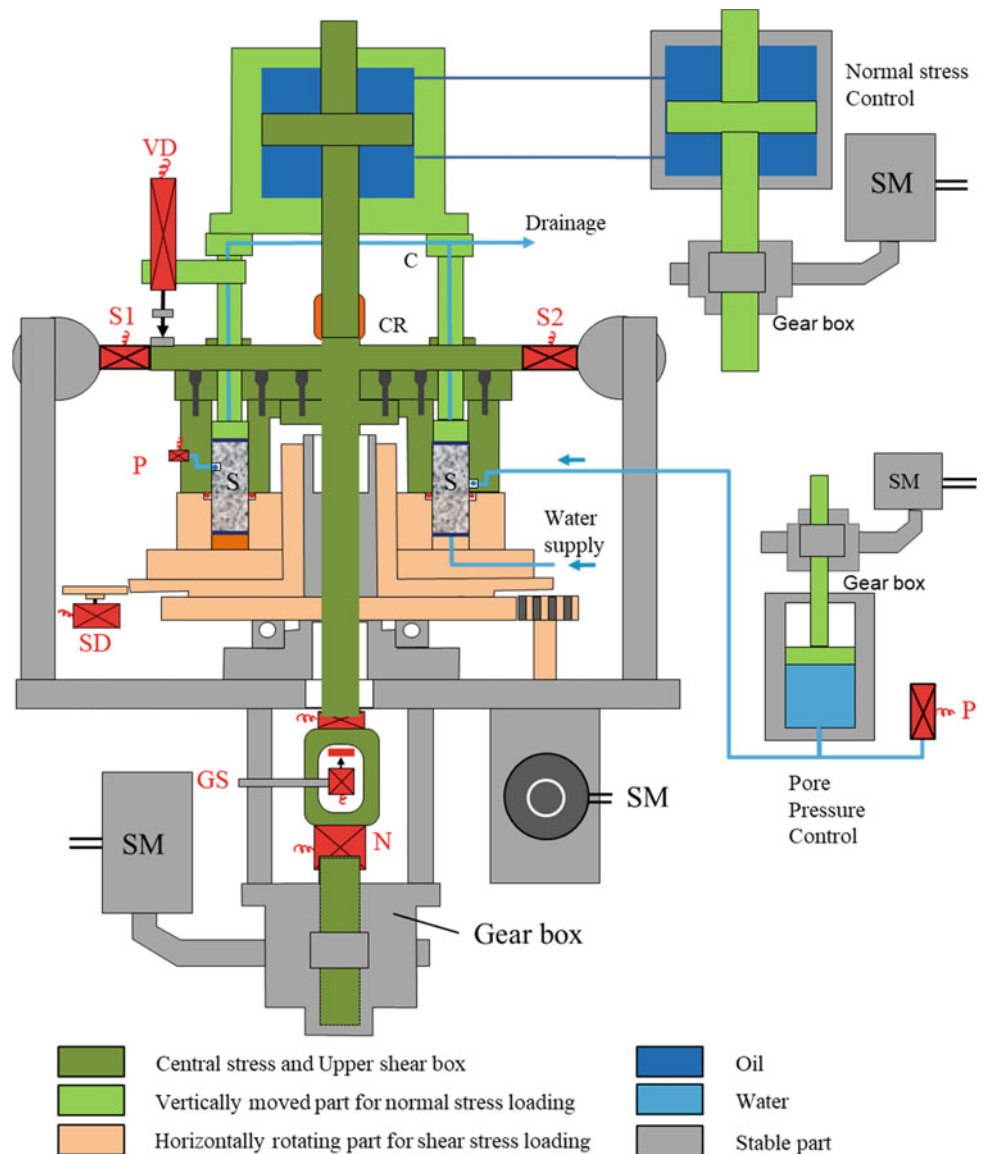 Normal stress
Control
VD
SM
Drainage
C
S1
CR
S2
Gear box
P
S
S
SM
Water
supply
Gear box
SD
P
GS
SM
Pore
Pressure
Control
N
SM
Gear box
Central stress and Upper shear box
Oil
Vertically moved part for normal stress loading
Water
Horizontally rotating part for shear stress loading
Stable part